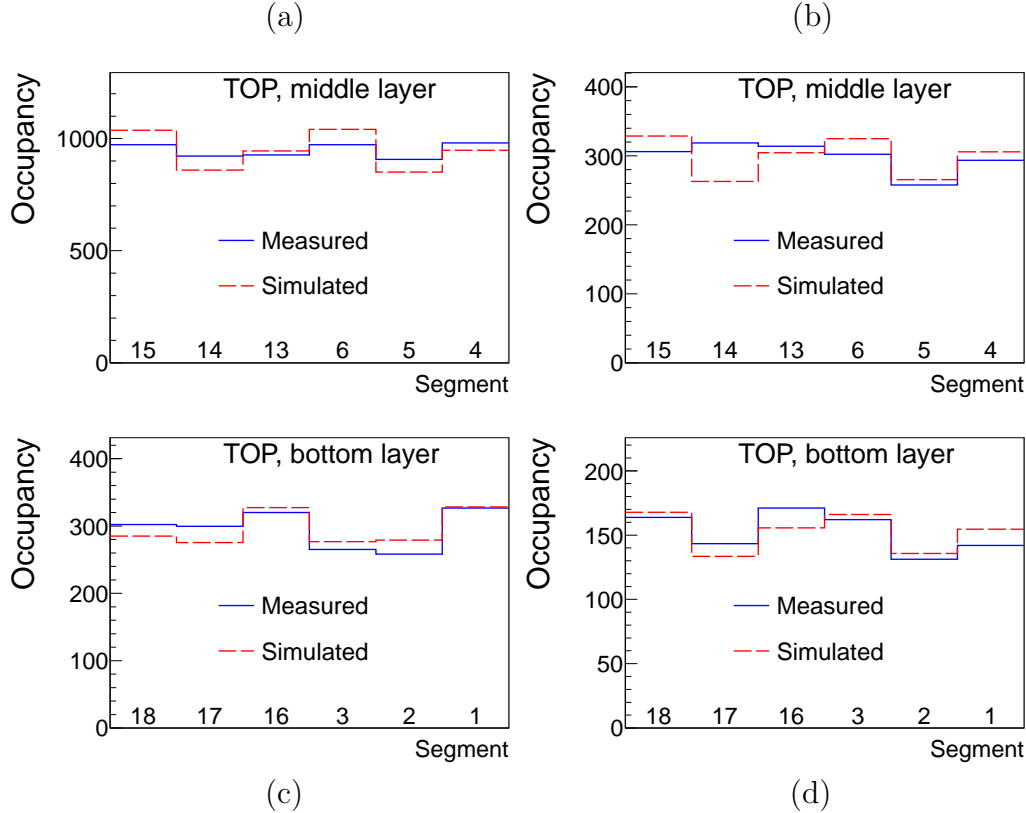 (a)
(b)
TOP, middle layer
Occupancy
1000
500
0
Measured
Simulated
15 14 13 6 5 4
Segment
TOP, middle layer
Occupancy
400
300
200
100
0
Measured
Simulated
15 14 13 6 5 4
Segment
TOP, bottom layer
Occupancy
400
300
200
100
0
Measured
Simulated
18 17 16 3 2 1
Segment
TOP, bottom layer
Occupancy
200
150
100
50
0
Measured
Simulated
18 17 16 3 2 1
Segment
(c)
(d)